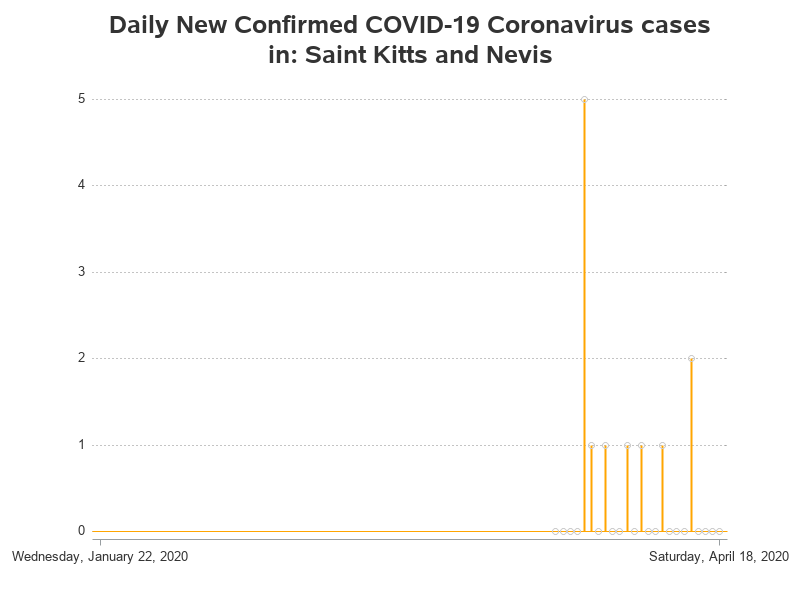 Daily New Confirmed COVID-19 Coronavirus cases
in: Saint Kitts and Nevis
5
4
3
2
1
0
Wednesday, January 22, 2020
Saturday, April 18, 2020